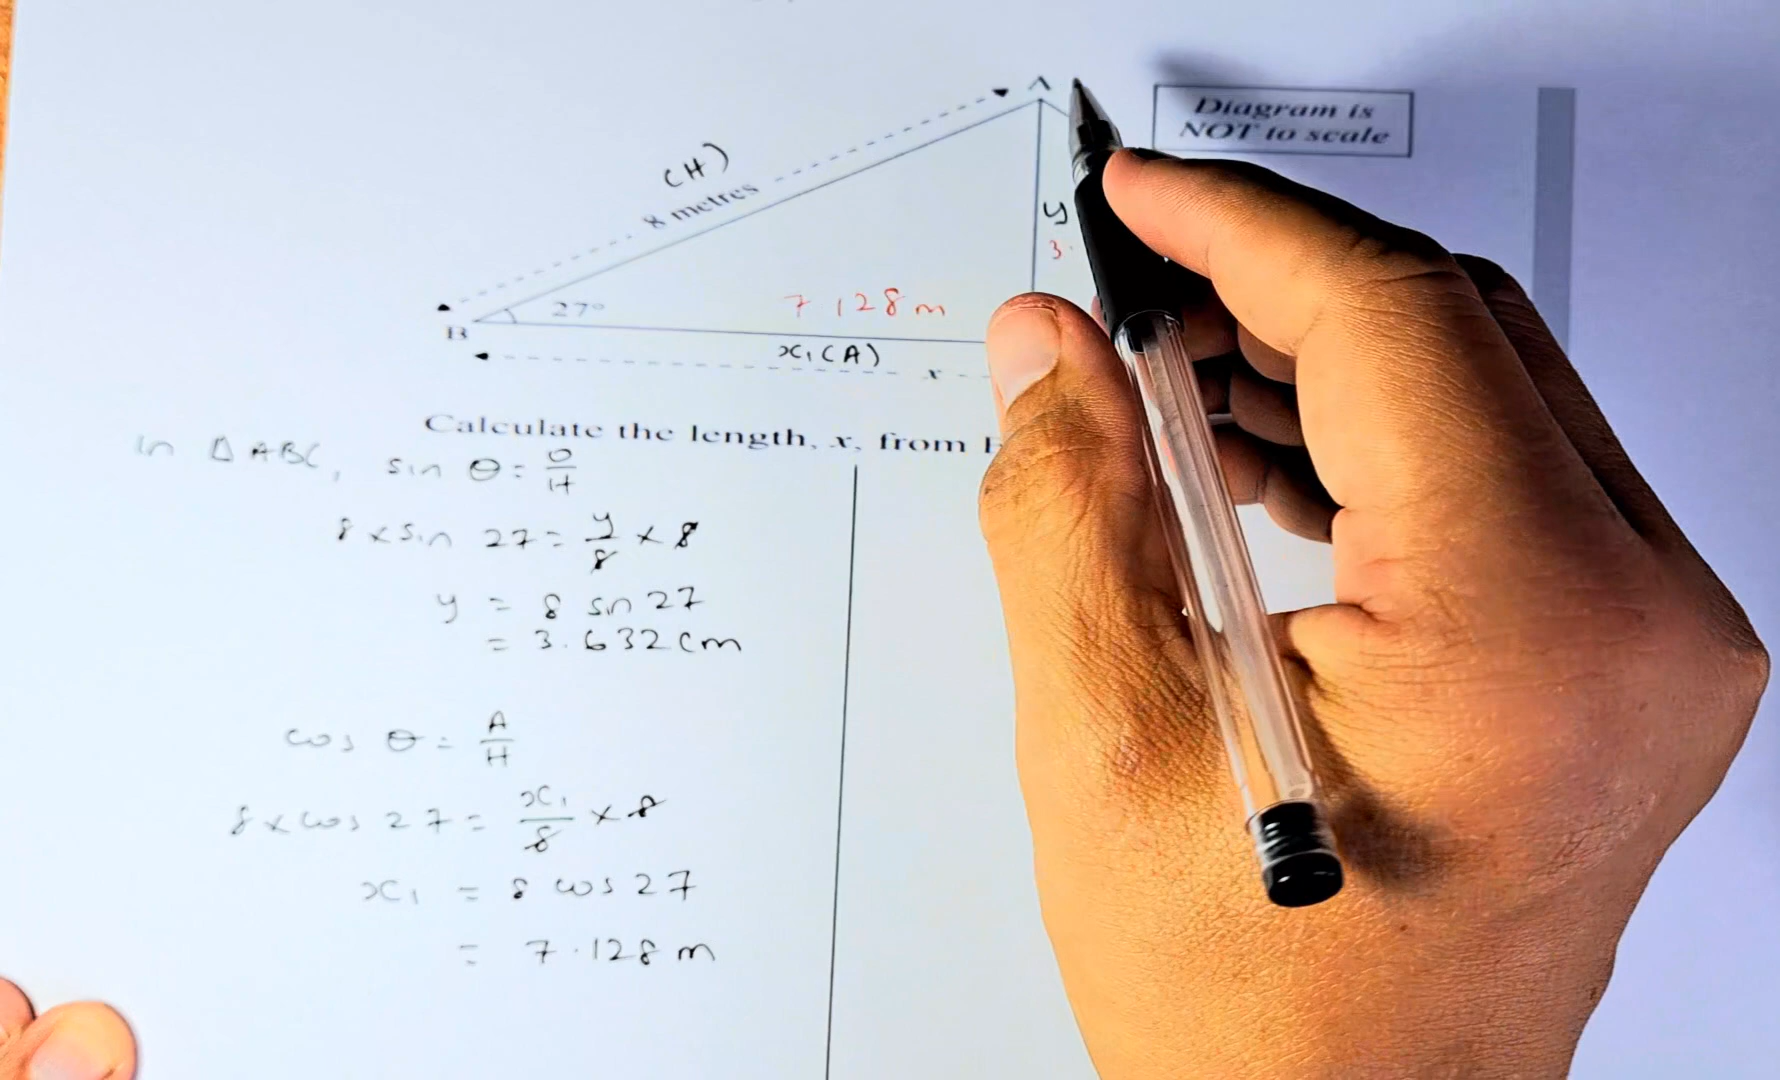 A
Diagram is
NOT to scale
(H)
8 metres
y
3.
27°
7.128m
B
x₁(A)
x
Calculate the length, x, from
In △ABC, sin θ = O/H
8 x sin 27 = y/8 x 8
y = 8 sin 27
= 3.632cm
cos θ = A/H
8 x cos 27 = x₁/8 x 8
x₁ = 8 cos 27
= 7.128 m